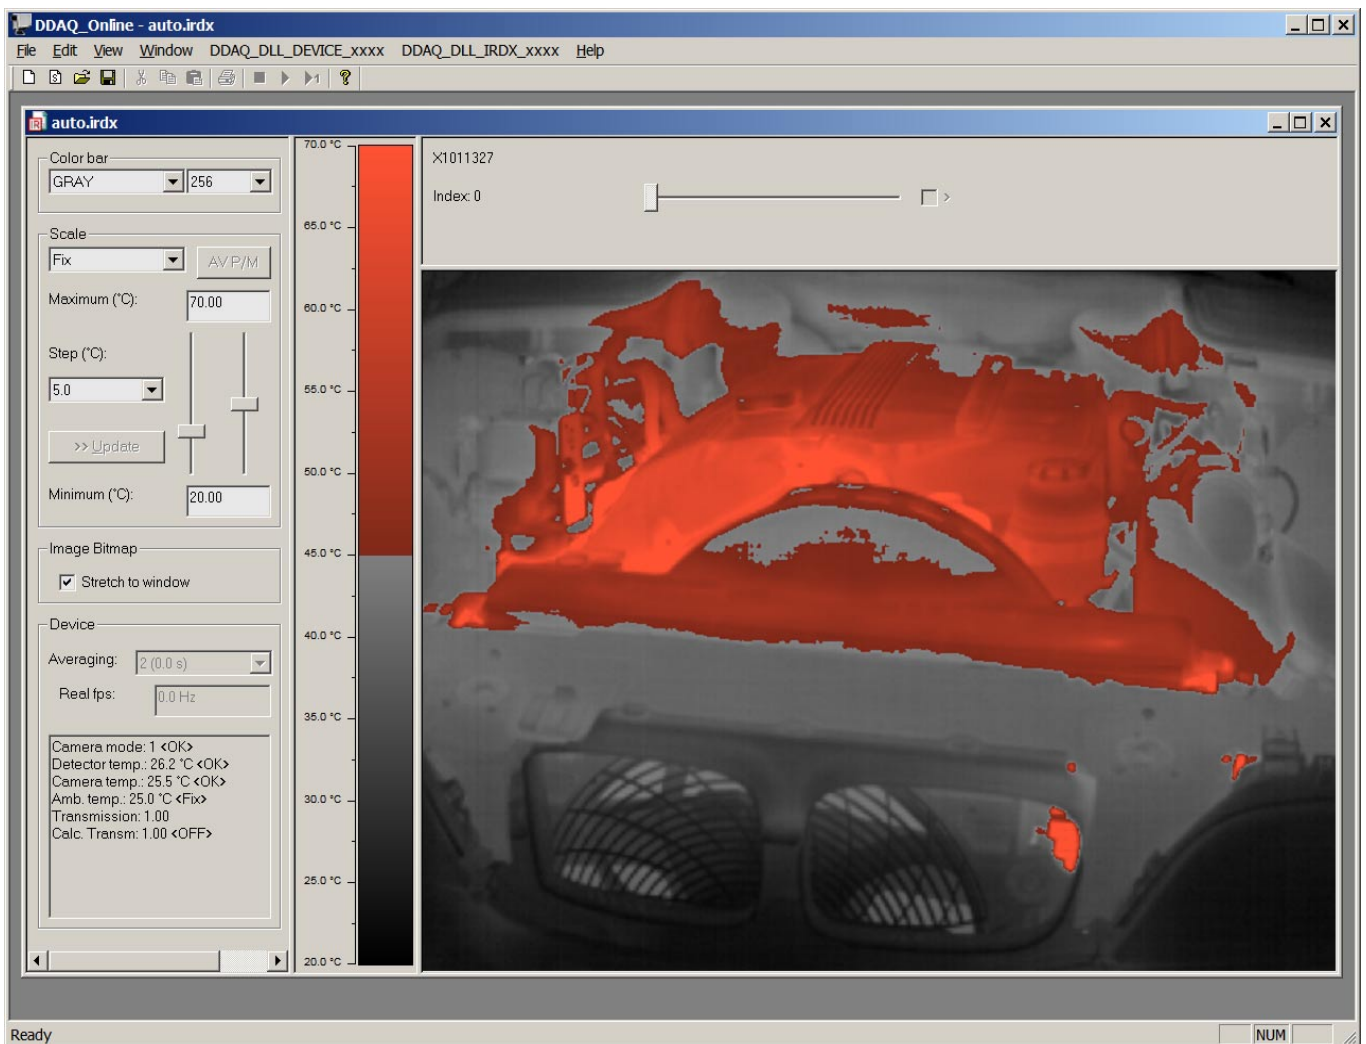 DDAQ_Online - auto.irdx
File Edit View Window DDAQ_DLL_DEVICE_xxxx DDAQ_DLL_IRDX_xxxx Help
auto.irdx
Color bar
GRAY 256
Scale
Fix AV P/M
Maximum (°C): 70.00
Step (°C):
5.0
>> Update
Minimum (°C): 20.00
Image Bitmap
Stretch to window
Device
Averaging: 2 (0.0 s)
Real fps: 0.0 Hz
Camera mode: 1 <OK>
Detector temp.: 26.2 °C <OK>
Camera temp.: 25.5 °C <OK>
Amb. temp.: 25.0 °C <Fix>
Transmission: 1.00
Calc. Transm: 1.00 <OFF>
70.0 °C
65.0 °C
60.0 °C
55.0 °C
50.0 °C
45.0 °C
40.0 °C
35.0 °C
30.0 °C
25.0 °C
20.0 °C
X1011327
Index: 0 >
Ready NUM